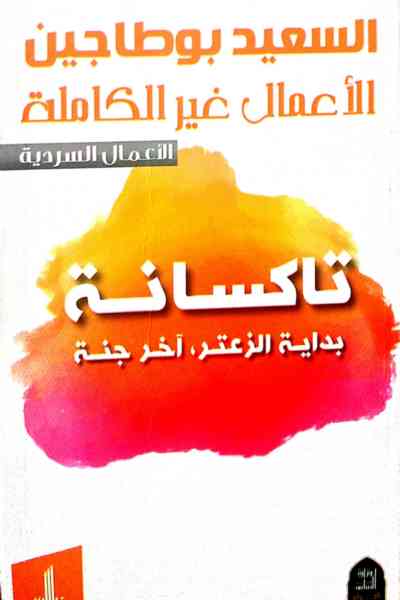 السعيد بوطاجين
الأعمال غير الكاملة
الأعمال السردية
تاكسانة
بداية الزعتر، آخر جنة